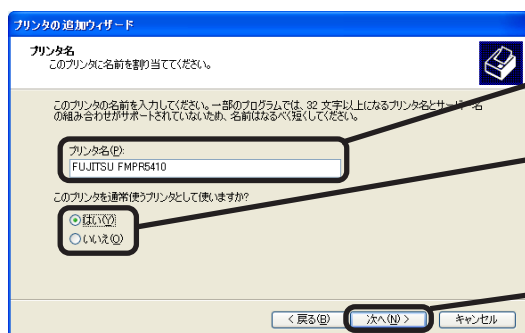 プリンタの追加ウィザード
プリンタ名
このプリンタに名前を割り当ててください。
このプリンタの名前を入力してください。一部のプログラムでは、32 文字以上になるプリンタ名とサーバー名
の組み合わせがサポートされていないため、名前はなるべく短くしてください。
プリンタ名(P):
FUJITSU FMPR5410
このプリンタを通常使うプリンタとして使いますか?
はい(Y)
いいえ(O)
< 戻る(B) 次へ(N) > キャンセル